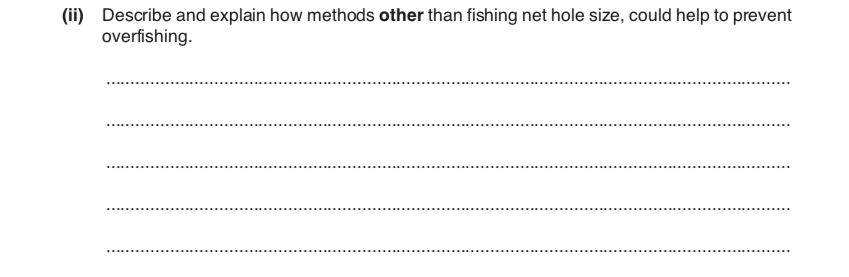 (ii) Describe and explain how methods other than fishing net hole size, could help to prevent
overfishing.